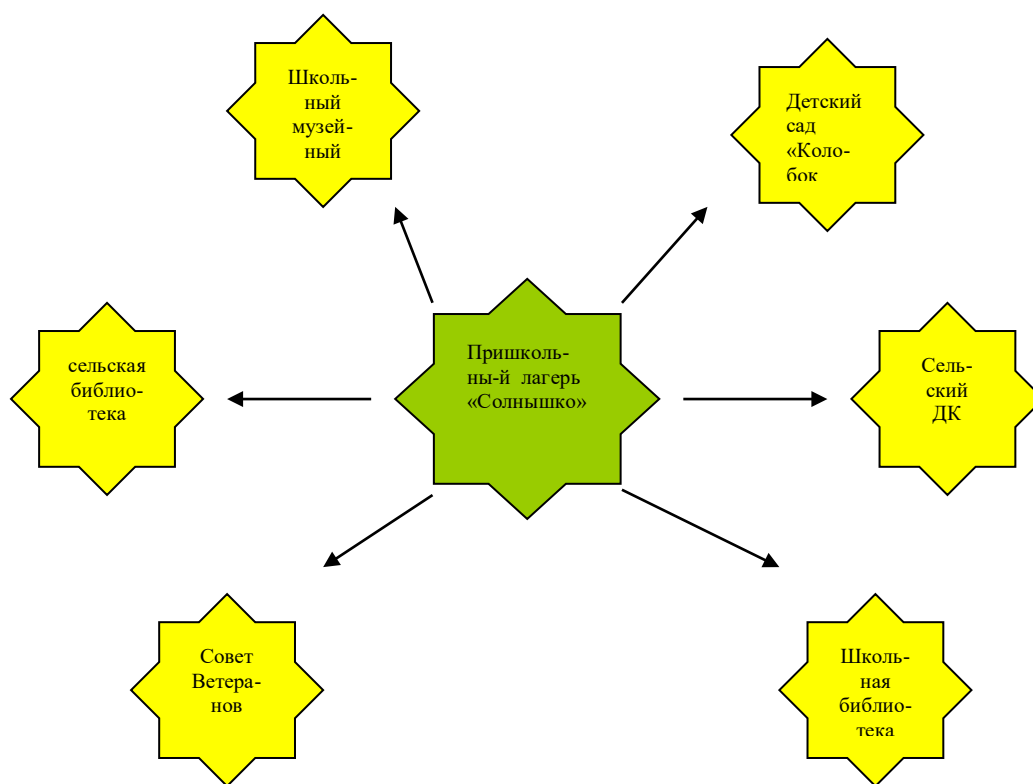 Школь-
ный
музей-
ный
Детский
сад
«Коло-
бок
Пришколь-
ны-й лагерь
«Солнышко»
сельская
библио-
тека
Сель-
ский
ДК
Совет
Ветера-
нов
Школь-
ная
библио-
тека